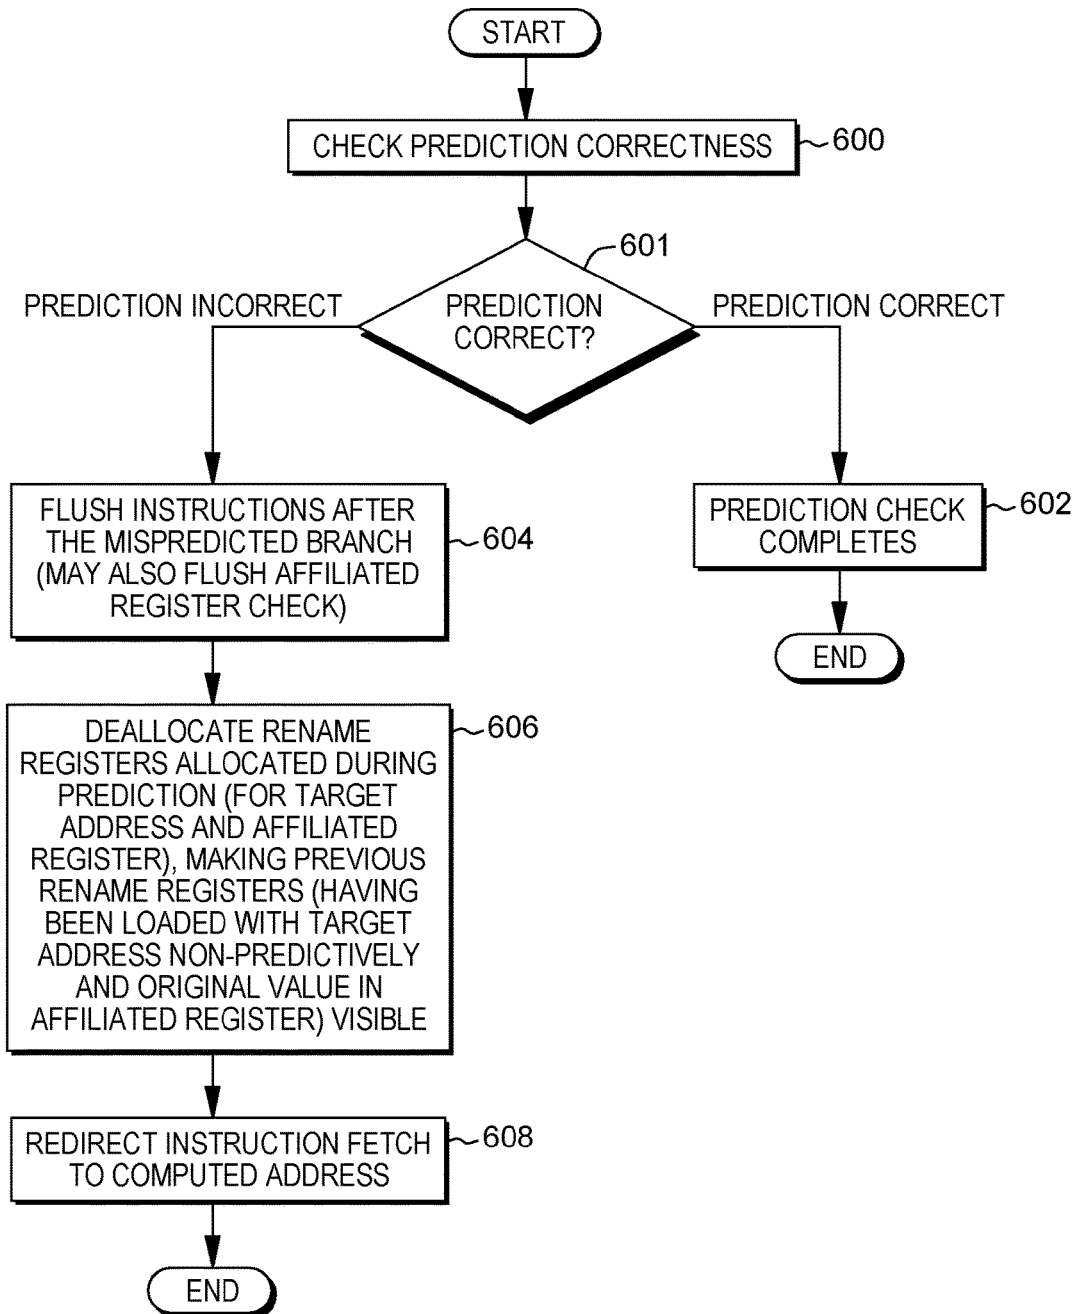 START
CHECK PREDICTION CORRECTNESS
600
601
PREDICTION INCORRECT
PREDICTION
CORRECT?
PREDICTION CORRECT
FLUSH INSTRUCTIONS AFTER
THE MISPREDICTED BRANCH
(MAY ALSO FLUSH AFFILIATED
REGISTER CHECK)
604
PREDICTION CHECK
COMPLETES
602
END
DEALLOCATE RENAME
REGISTERS ALLOCATED DURING
PREDICTION (FOR TARGET
ADDRESS AND AFFILIATED
REGISTER), MAKING PREVIOUS
RENAME REGISTERS (HAVING
BEEN LOADED WITH TARGET
ADDRESS NON-PREDICTIVELY
AND ORIGINAL VALUE IN
AFFILIATED REGISTER) VISIBLE
606
REDIRECT INSTRUCTION FETCH
TO COMPUTED ADDRESS
608
END